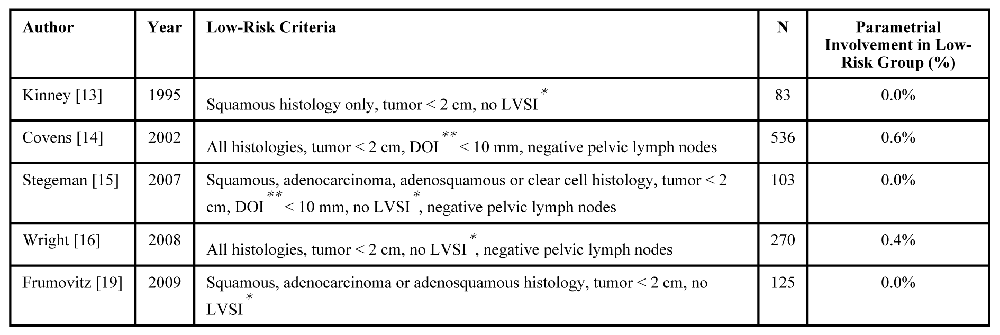 Author Year Low-Risk Criteria N Parametrial
Involvement in Low-
Risk Group (%)
Kinney [13] 1995 Squamous histology only, tumor < 2 cm, no LVSI* 83 0.0%
Covens [14] 2002 All histologies, tumor < 2 cm, DOI** < 10 mm, negative pelvic lymph nodes 536 0.6%
Stegeman [15] 2007 Squamous, adenocarcinoma, adenosquamous or clear cell histology, tumor < 2 103 0.0%
cm, DOI** < 10 mm, no LVSI*, negative pelvic lymph nodes
Wright [16] 2008 All histologies, tumor < 2 cm, no LVSI*, negative pelvic lymph nodes 270 0.4%
Frumovitz [19] 2009 Squamous, adenocarcinoma or adenosquamous histology, tumor < 2 cm, no 125 0.0%
LVSI*